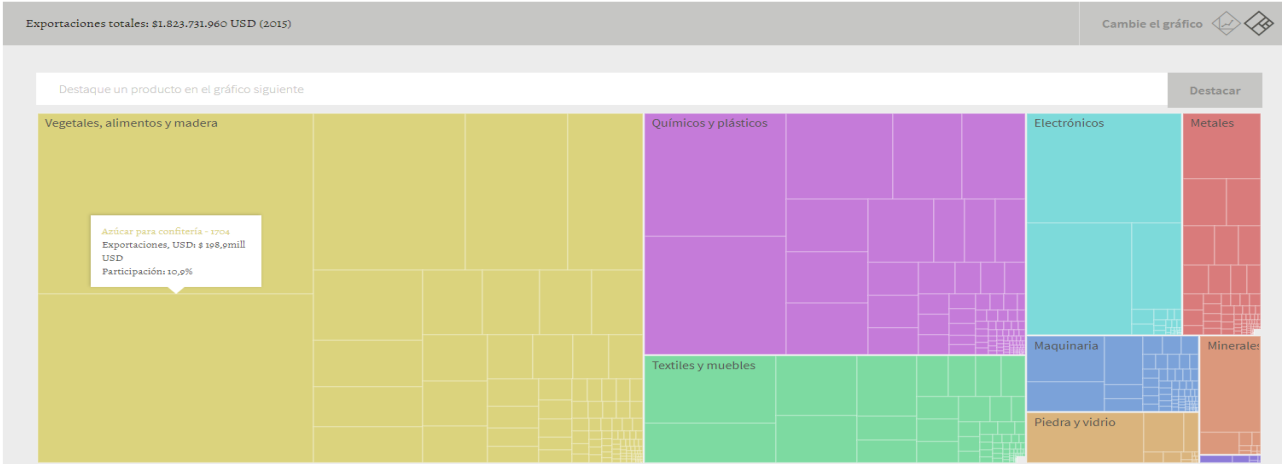 Exportaciones totales: $1.823.731.960 USD (2015)
Cambie el gráfico
Destaque un producto en el gráfico siguiente
Destacar
Vegetales, alimentos y madera
Químicos y plásticos
Electrónicos
Metales
Azúcar para confitería - 1704
Exportaciones, USD: $ 198,9mill
USD
Participación: 10,9%
Maquinaria
Minerales
Textiles y muebles
Piedra y vidrio